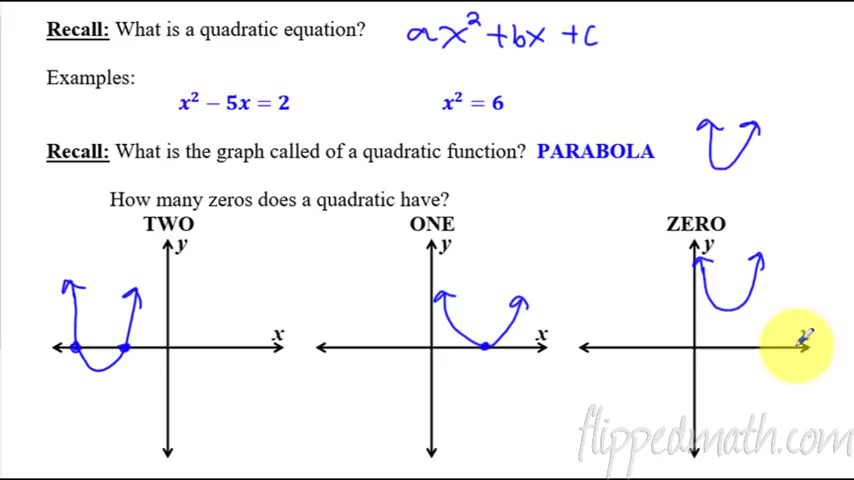 Recall: What is a quadratic equation? ax² + bx + c
Examples:
x² − 5x = 2 x² = 6
Recall: What is the graph called of a quadratic function? PARABOLA
How many zeros does a quadratic have?
TWO ONE ZERO
y y y
x x x
flippedmath.com